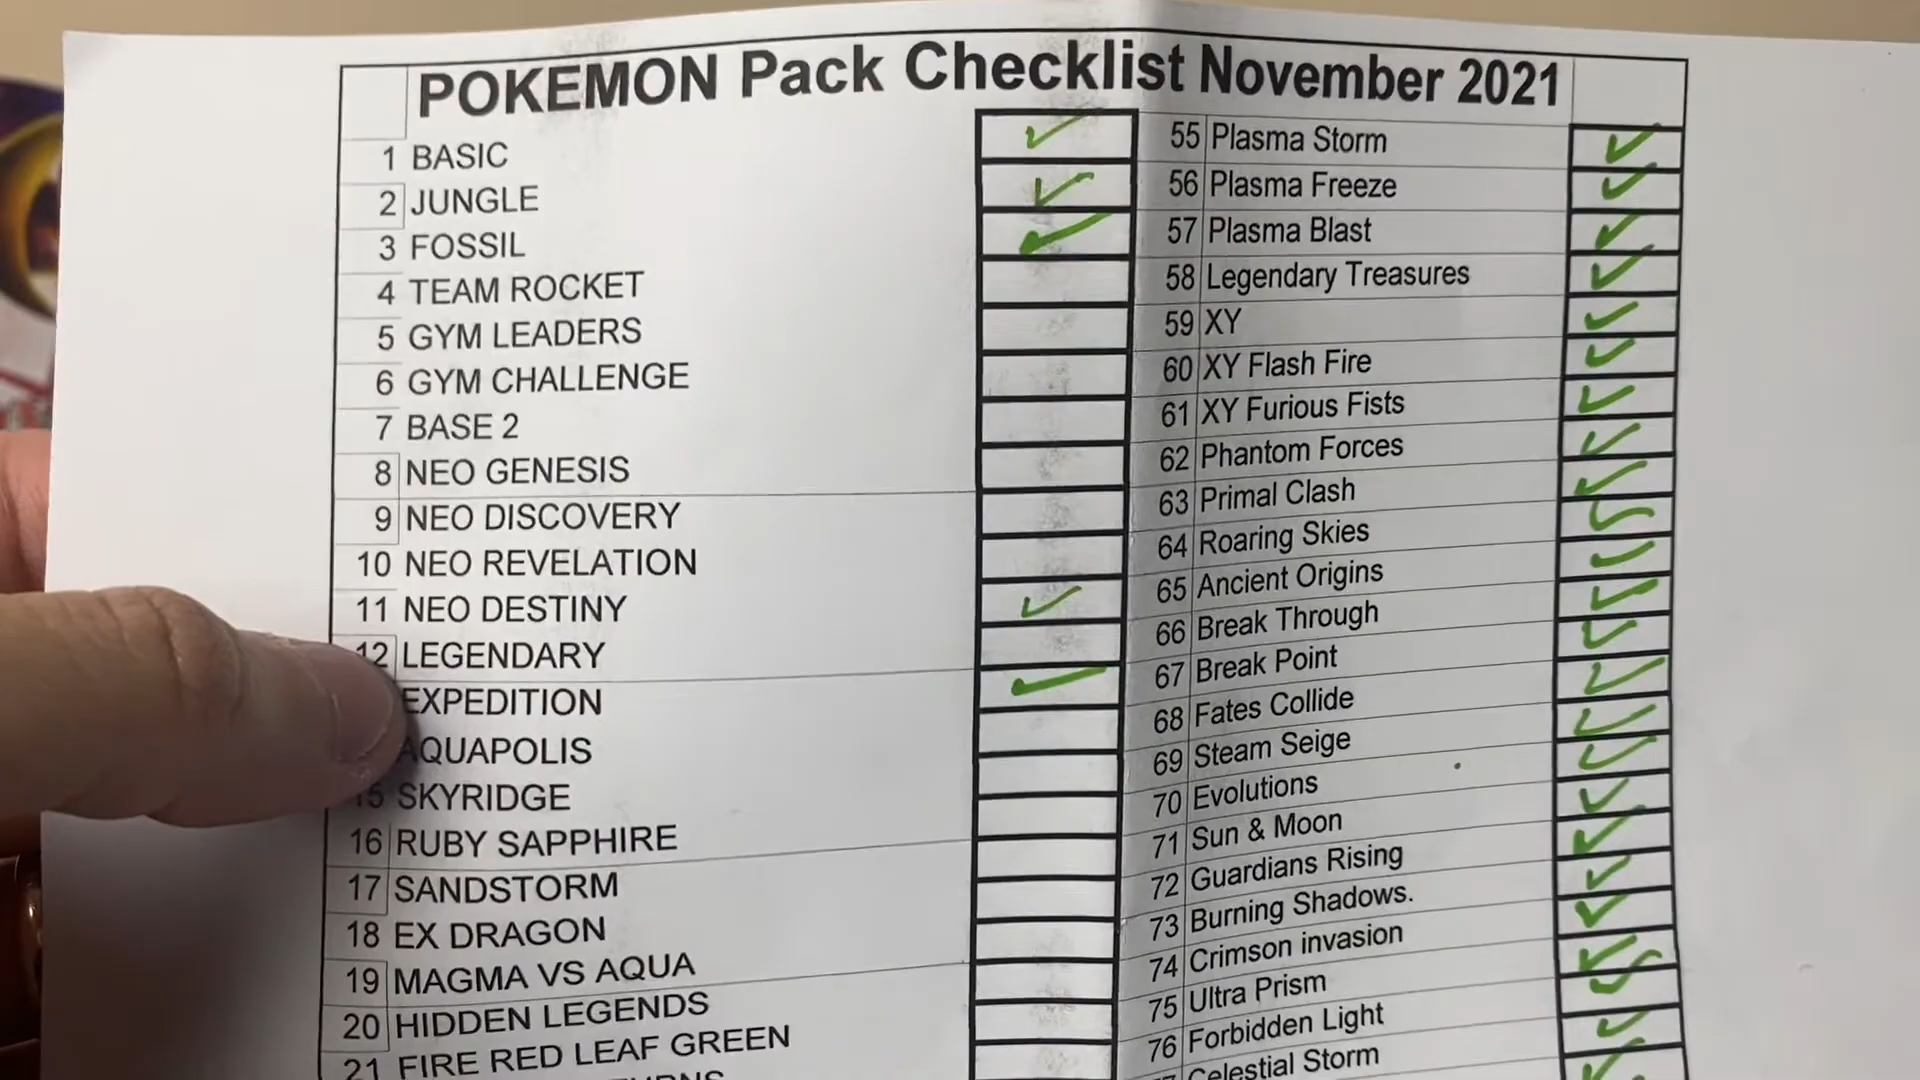 POKEMON Pack Checklist November 2021
1 BASIC
2 JUNGLE
3 FOSSIL
4 TEAM ROCKET
5 GYM LEADERS
6 GYM CHALLENGE
7 BASE 2
8 NEO GENESIS
9 NEO DISCOVERY
10 NEO REVELATION
11 NEO DESTINY
12 LEGENDARY
EXPEDITION
AQUAPOLIS
15 SKYRIDGE
16 RUBY SAPPHIRE
17 SANDSTORM
18 EX DRAGON
19 MAGMA VS AQUA
20 HIDDEN LEGENDS
21 FIRE RED LEAF GREEN
55 Plasma Storm
56 Plasma Freeze
57 Plasma Blast
58 Legendary Treasures
59 XY
60 XY Flash Fire
61 XY Furious Fists
62 Phantom Forces
63 Primal Clash
64 Roaring Skies
65 Ancient Origins
66 Break Through
67 Break Point
68 Fates Collide
69 Steam Seige
70 Evolutions
71 Sun & Moon
72 Guardians Rising
73 Burning Shadows.
74 Crimson invasion
75 Ultra Prism
76 Forbidden Light
Celestial Storm